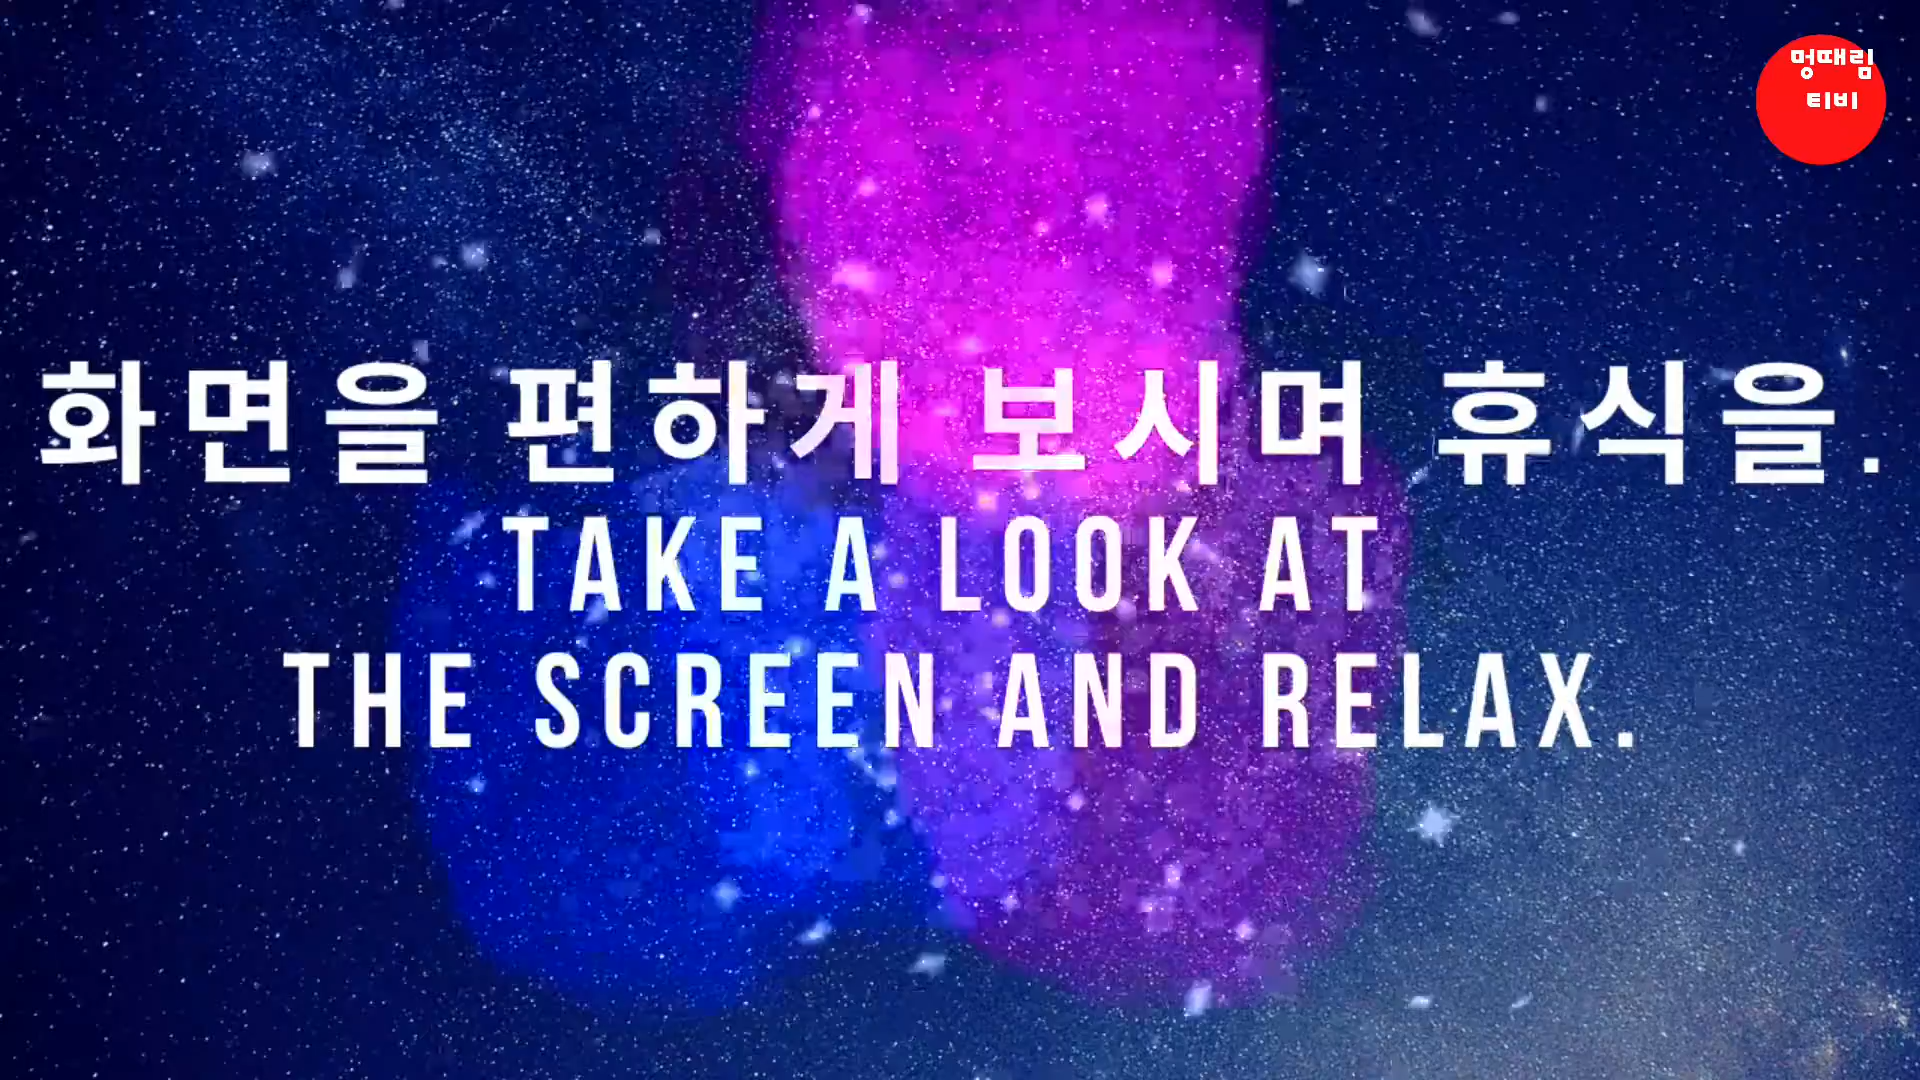 멍때림
티비
화면을 편하게 보시며 휴식을.
TAKE A LOOK AT
THE SCREEN AND RELAX.